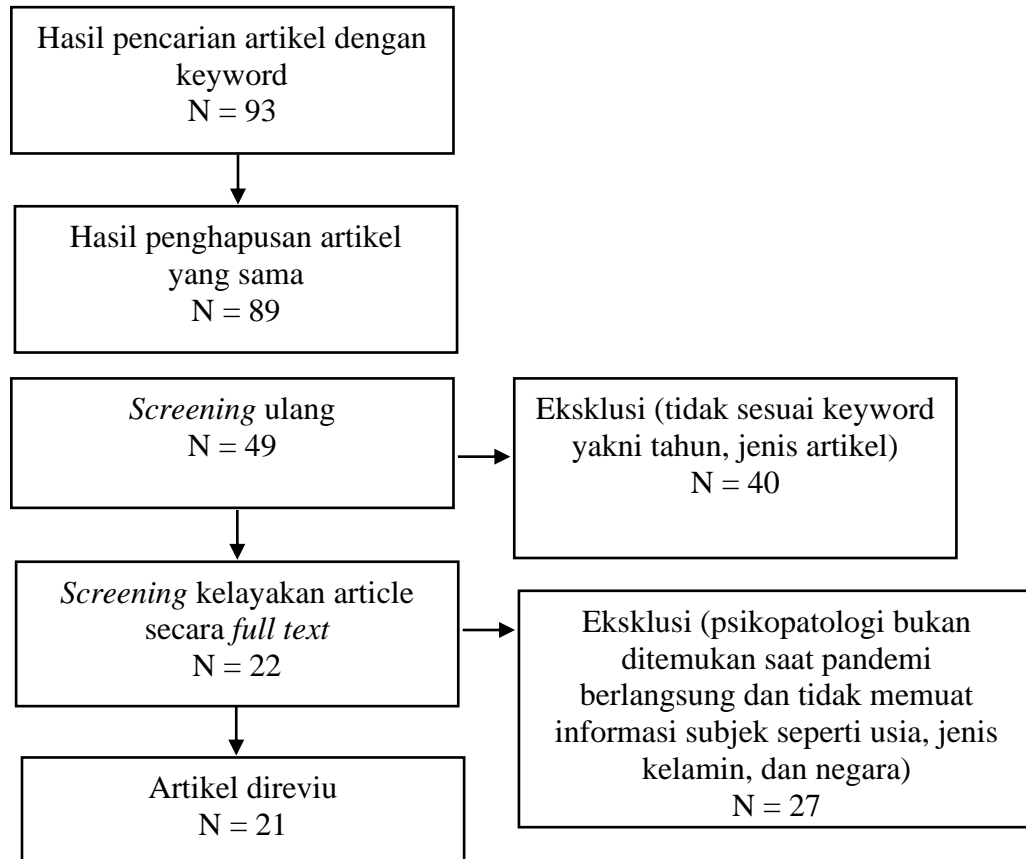 Hasil pencarian artikel dengan
keyword
N = 93
Hasil penghapusan artikel
yang sama
N = 89
Screening ulang
N = 49
Eksklusi (tidak sesuai keyword
yakni tahun, jenis artikel)
N = 40
Screening kelayakan article
secara full text
N = 22
Eksklusi (psikopatologi bukan
ditemukan saat pandemi
berlangsung dan tidak memuat
informasi subjek seperti usia, jenis
kelamin, dan negara)
N = 27
Artikel direviu
N = 21